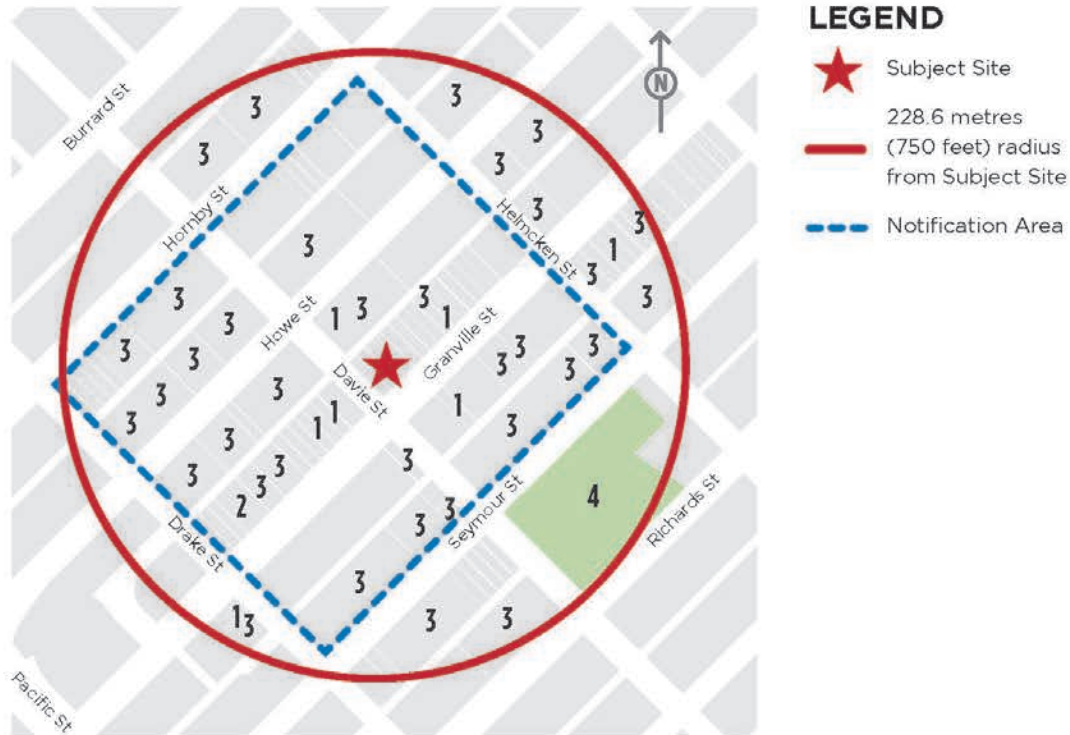 LEGEND
Subject Site
228.6 metres
(750 feet) radius
from Subject Site
Notification Area
N
Burrard St
3
3
3
3
3
Hornby St
Helmcken St
3
3
3
1
3
3
3
3
3
Howe St
1
3
3
1
Granville St
3
3
3
3
3
3
Davie St
3
1
1
1
3
3
3
3
3
3
3
2
3
3
4
3
3
Seymour St
Richards St
Drake St
3
1
3
3
3
Pacific St